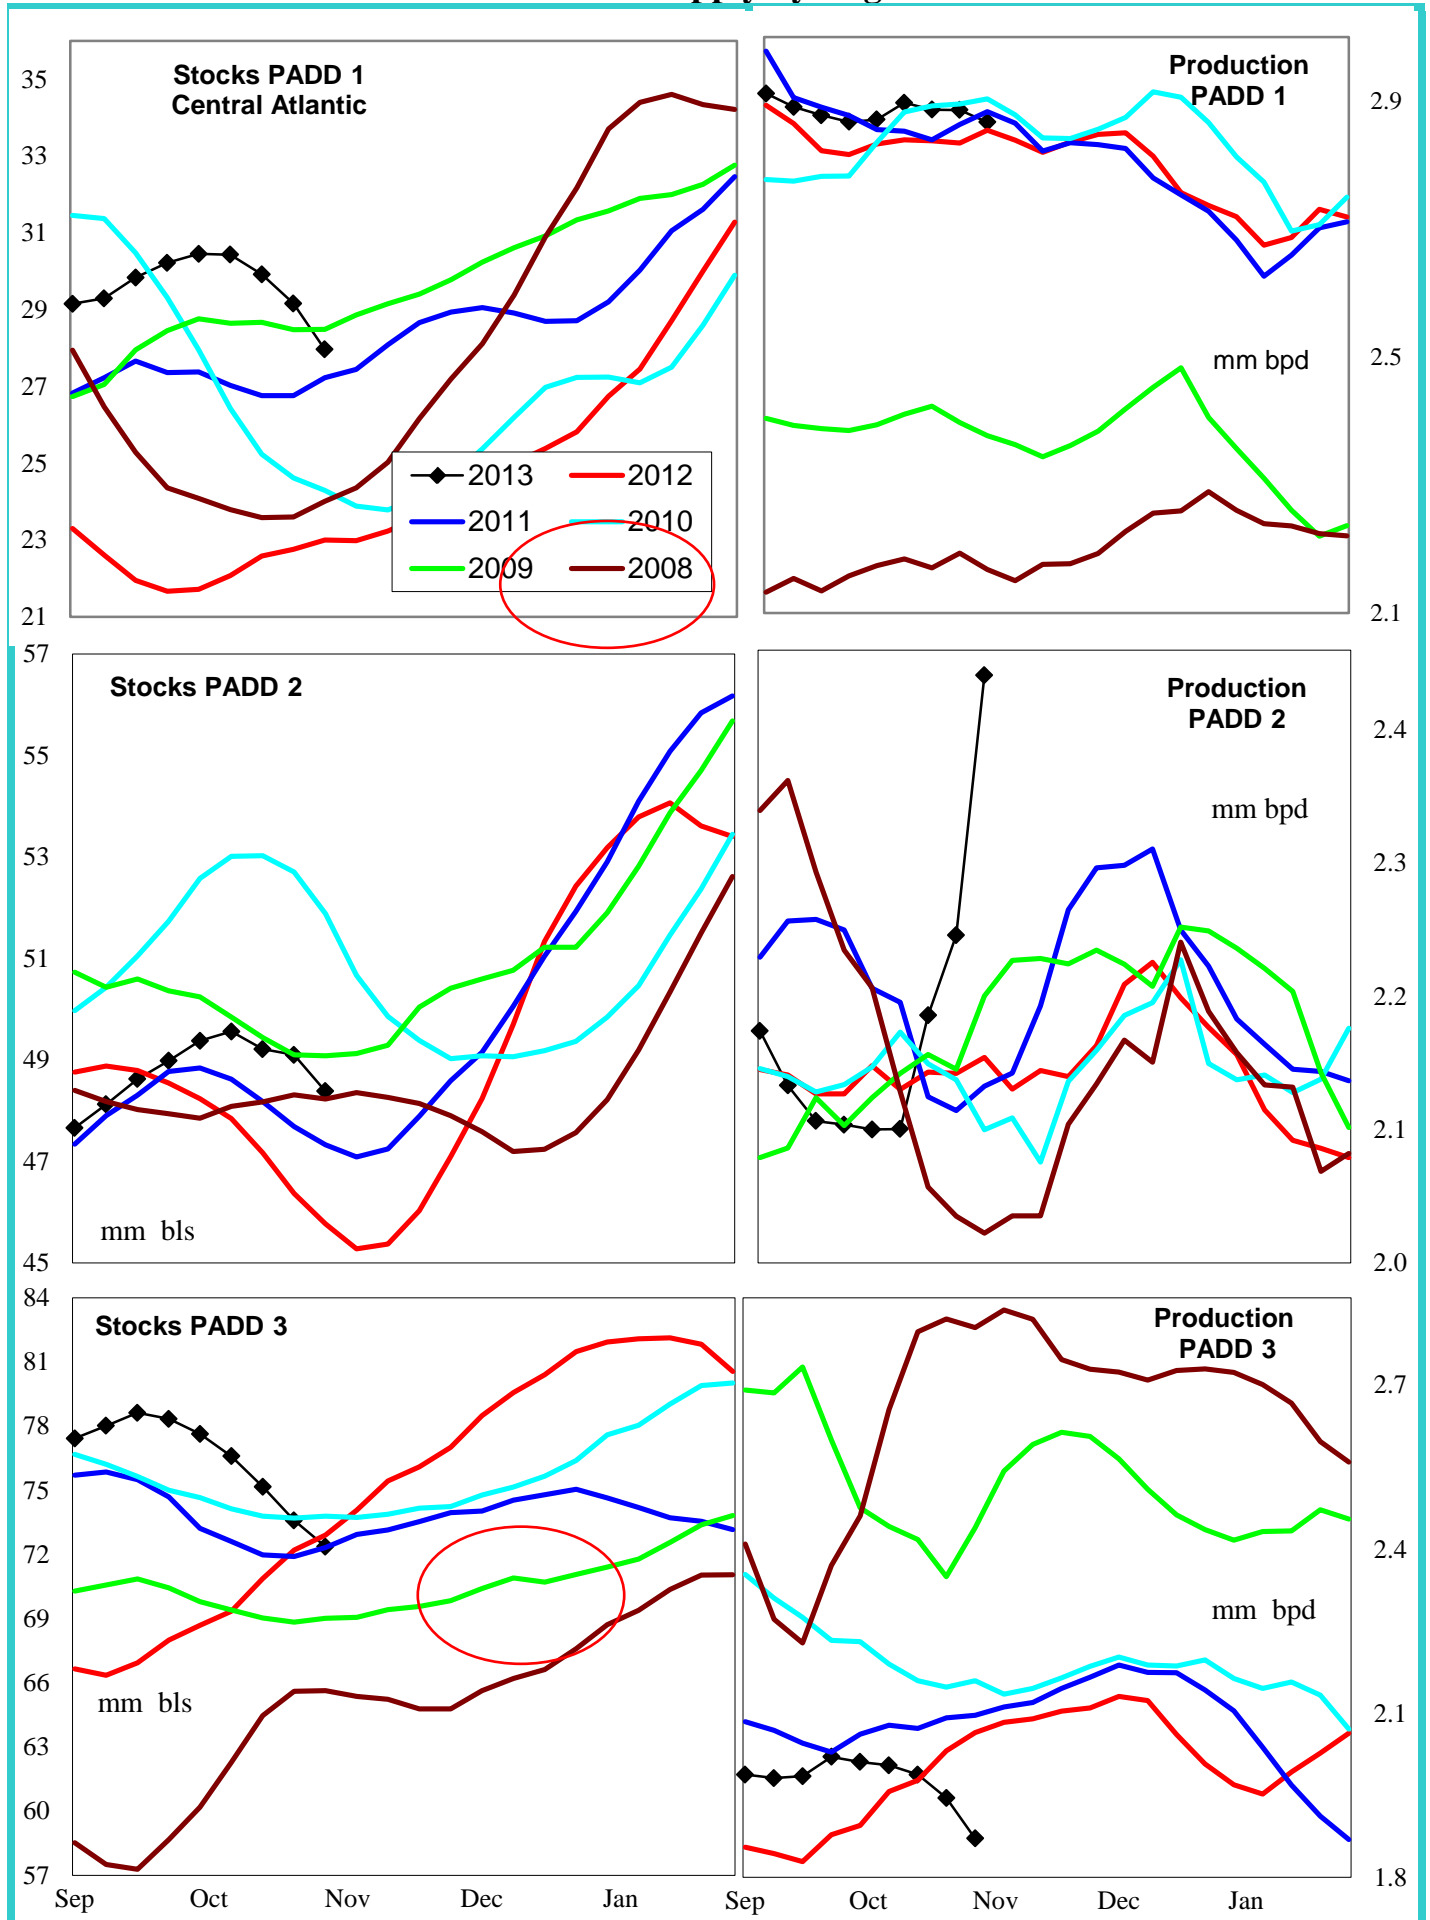 Stocks PADD 1
Central Atlantic
35
33
31
29
27
25
23
21
2013
2012
2011
2010
2009
2008
Production
PADD 1
mm bpd
2.9
2.5
2.1
Stocks PADD 2
57
55
53
51
49
47
45
mm bls
Production
PADD 2
mm bpd
2.4
2.3
2.2
2.1
2.0
Stocks PADD 3
84
81
78
75
72
69
66
63
60
57
mm bls
Sep Oct Nov Dec Jan
Production
PADD 3
mm bpd
2.7
2.4
2.1
1.8
Sep Oct Nov Dec Jan